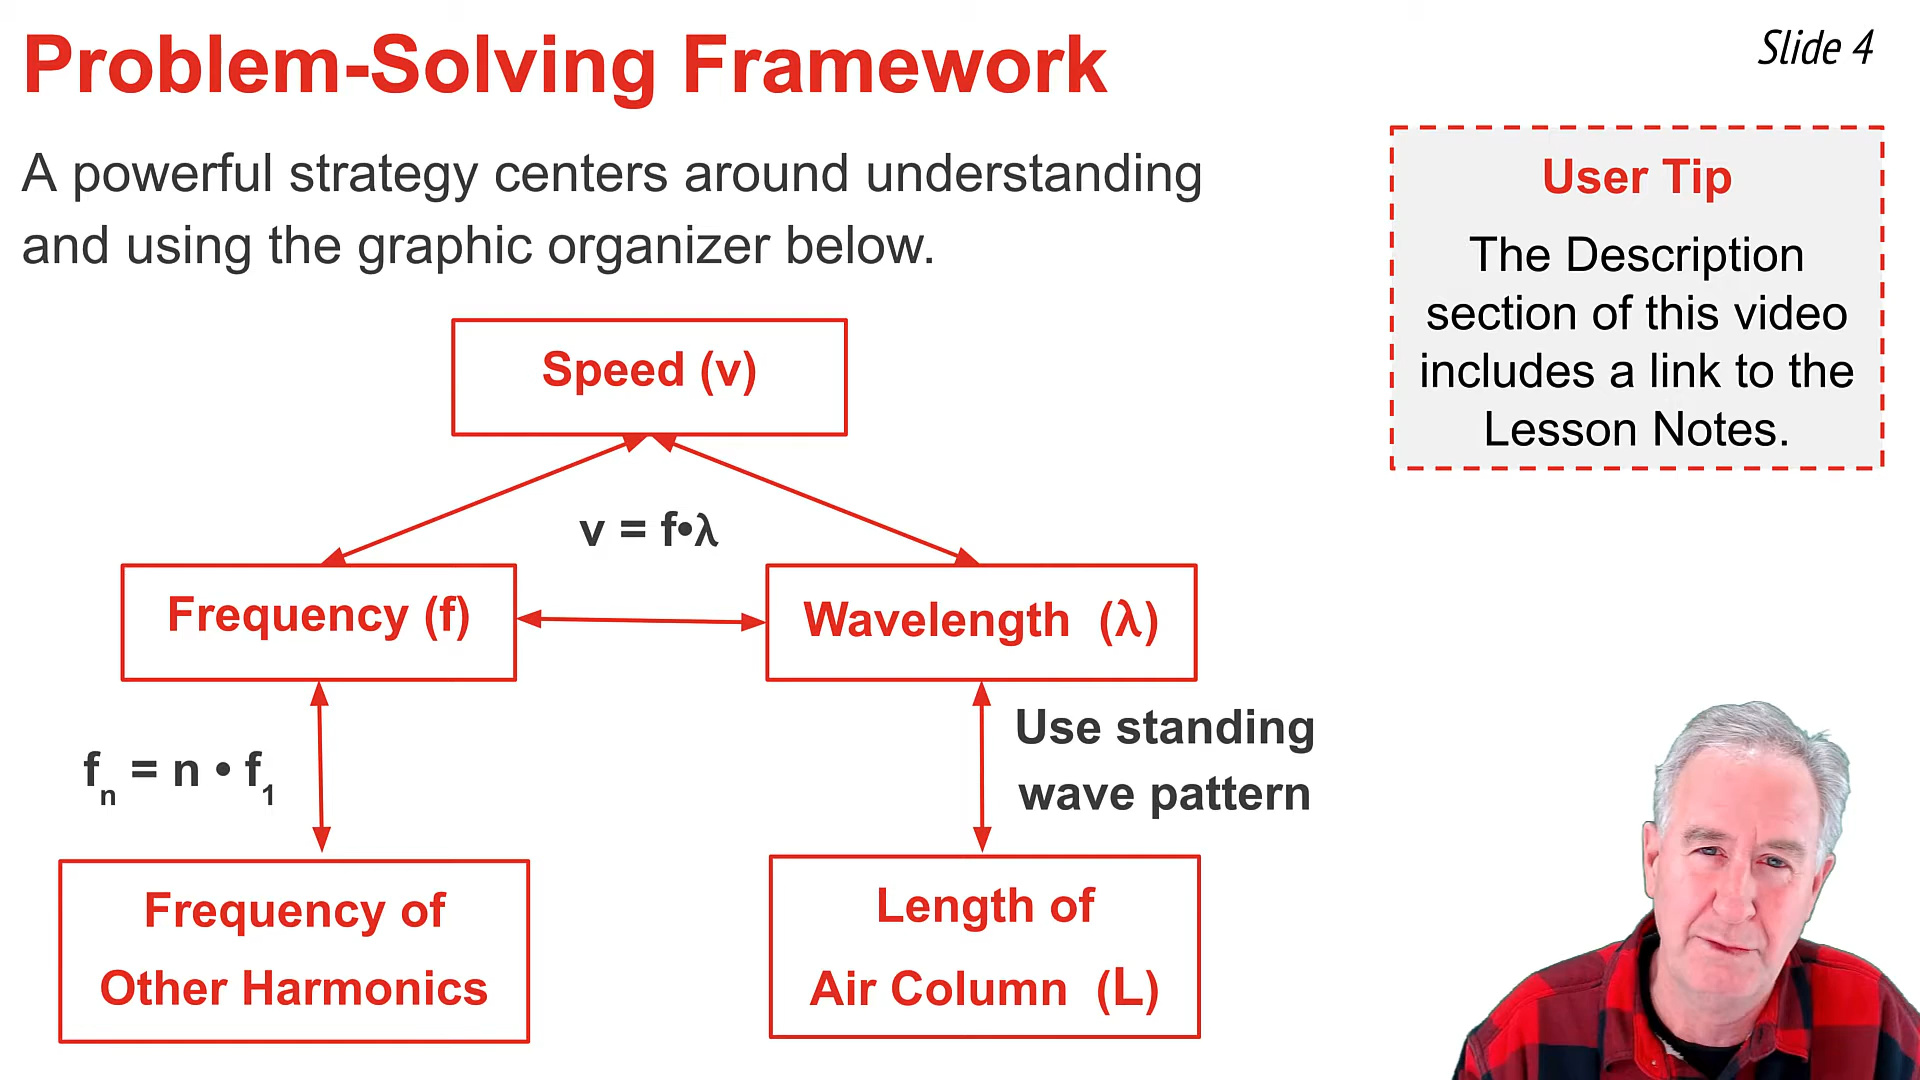 Problem-Solving Framework
Slide 4
A powerful strategy centers around understanding
and using the graphic organizer below.
User Tip
The Description
section of this video
includes a link to the
Lesson Notes.
Speed (v)
v = f•λ
Frequency (f)
Wavelength (λ)
fn = n • f1
Use standing
wave pattern
Frequency of
Other Harmonics
Length of
Air Column (L)